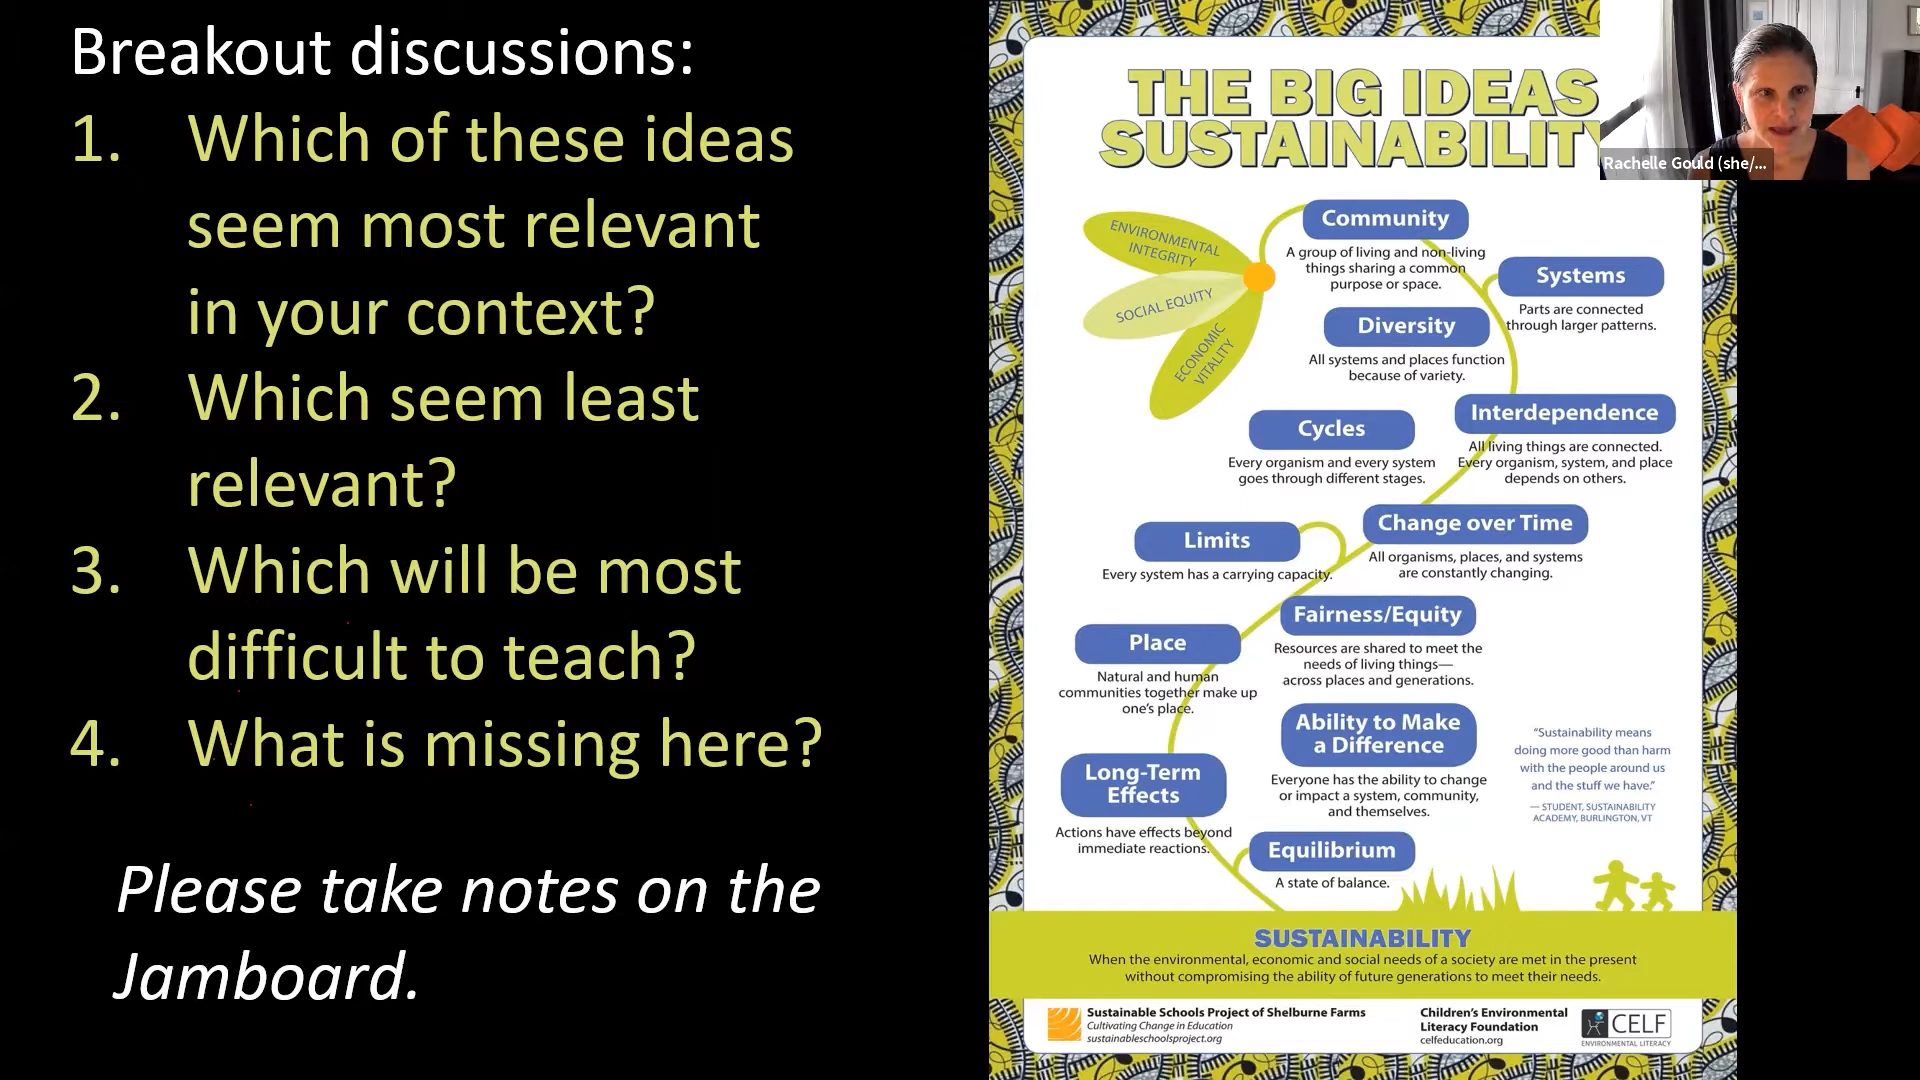 Breakout discussions:
1. Which of these ideas
seem most relevant
in your context?
2. Which seem least
relevant?
3. Which will be most
difficult to teach?
4. What is missing here?
Please take notes on the
Jamboard.
THE BIG IDEAS
SUSTAINABILITY
Rachelle Gould (she/...
ENVIRONMENTAL
INTEGRITY
SOCIAL EQUITY
ECONOMIC
VITALITY
Community
A group of living and non-living
things sharing a common
purpose or space.
Systems
Parts are connected
through larger patterns.
Diversity
All systems and places function
because of variety.
Interdependence
All living things are connected.
Every organism, system, and place
depends on others.
Cycles
Every organism and every system
goes through different stages.
Change over Time
All organisms, places, and systems
are constantly changing.
Limits
Every system has a carrying capacity.
Fairness/Equity
Resources are shared to meet the
needs of living things—
across places and generations.
Place
Natural and human
communities together make up
one's place.
Ability to Make
a Difference
Everyone has the ability to change
or impact a system, community,
and themselves.
"Sustainability means
doing more good than harm
with the people around us
and the stuff we have."
— STUDENT, SUSTAINABILITY
ACADEMY, BURLINGTON, VT
Long-Term
Effects
Actions have effects beyond
immediate reactions.
Equilibrium
A state of balance.
SUSTAINABILITY
When the environmental, economic and social needs of a society are met in the present
without compromising the ability of future generations to meet their needs.
Sustainable Schools Project of Shelburne Farms
Cultivating Change in Education
sustainableschoolsproject.org
Children's Environmental
Literacy Foundation
celfeducation.org
CELF
ENVIRONMENTAL LITERACY